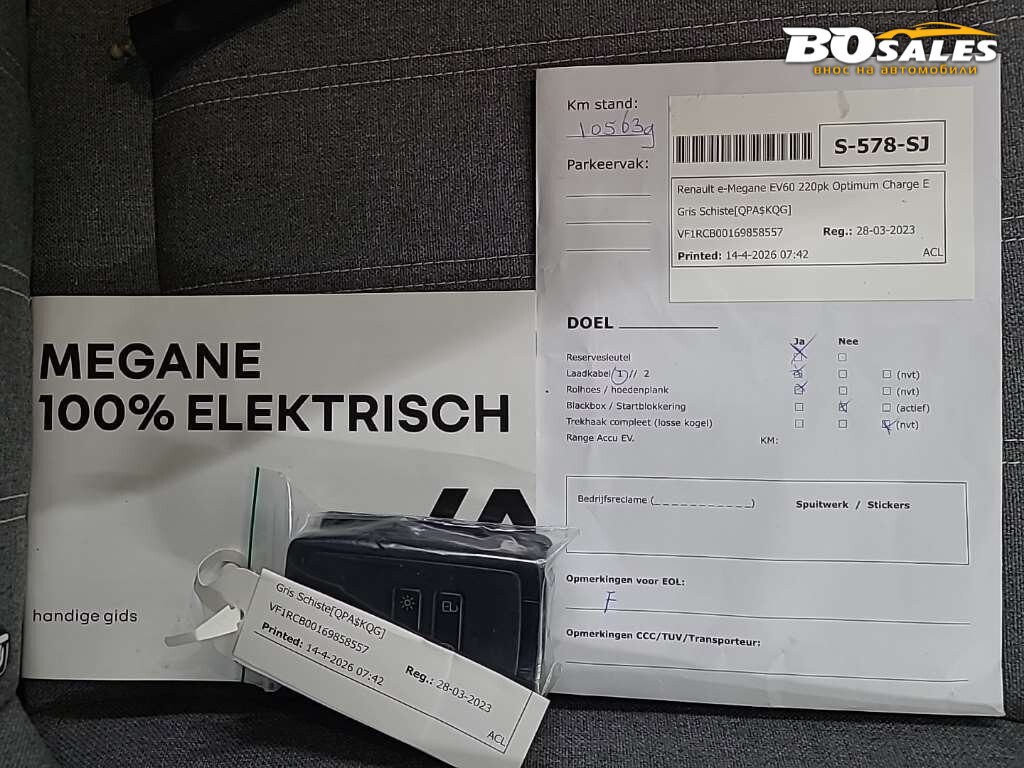 BOSALES
внос на автомобили
Km stand:
105639
Parkeervak:
S-578-SJ
Renault e-Megane EV60 220pk Optimum Charge E
Gris Schiste[QPA$KQG]
VF1RCB00169858557 Reg.: 28-03-2023
Printed: 14-4-2026 07:42 ACL
DOEL
Ja Nee
Reservesleutel
Laadkabel 1 // 2 (nvt)
Rolhoes / hoedenplank (nvt)
Blackbox / Startblokkering (actief)
Trekhaak compleet (losse kogel) (nvt)
Range Accu EV. KM:
Bedrijfsreclame (_ _ _ _ _ _ _ _ _ _ _ _) Spuitwerk / Stickers
Opmerkingen voor EOL:
F
Opmerkingen CCC/TUV/Transporteur:
MEGANE
100% ELEKTRISCH
handige gids
Gris Schiste[QPA$KQG]
VF1RCB00169858557
Reg.: 28-03-2023
Printed: 14-4-2026 07:42
ACL